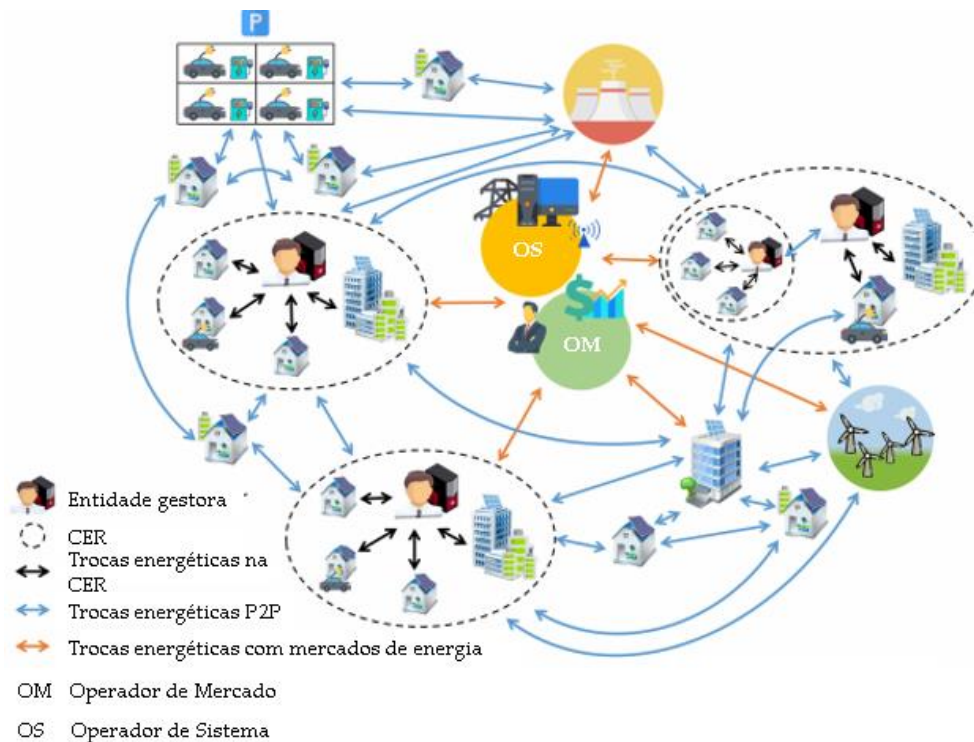 P
OS
OM
Entidade gestora
CER
Trocas energéticas na
CER
Trocas energéticas P2P
Trocas energéticas com mercados de energia
OM Operador de Mercado
OS Operador de Sistema